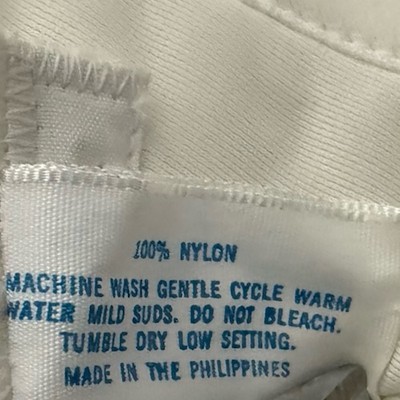 100% NYLON
MACHINE WASH GENTLE CYCLE WARM
WATER MILD SUDS. DO NOT BLEACH.
TUMBLE DRY LOW SETTING.
MADE IN THE PHILIPPINES